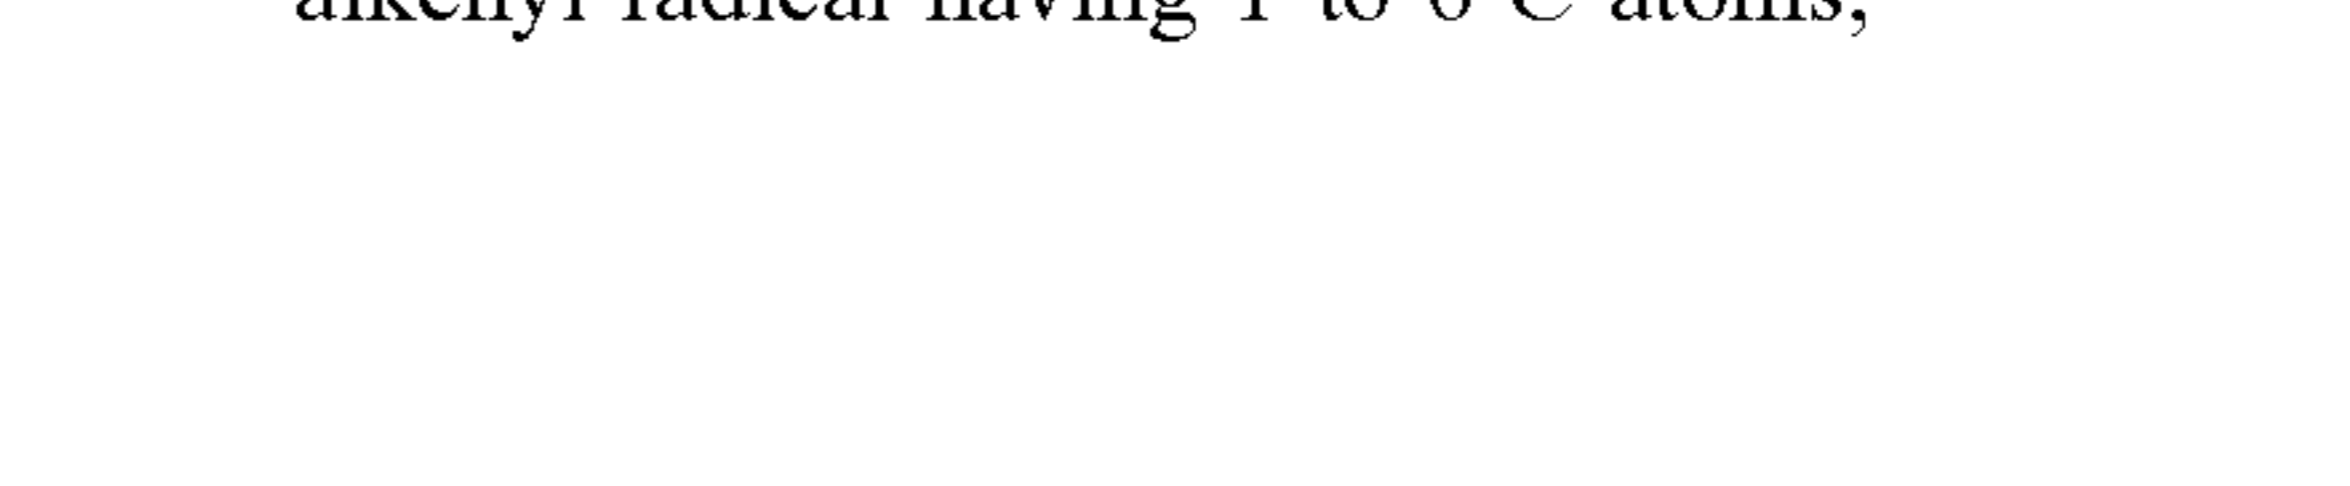 alkenyl radical having 1 to 6 C atoms,